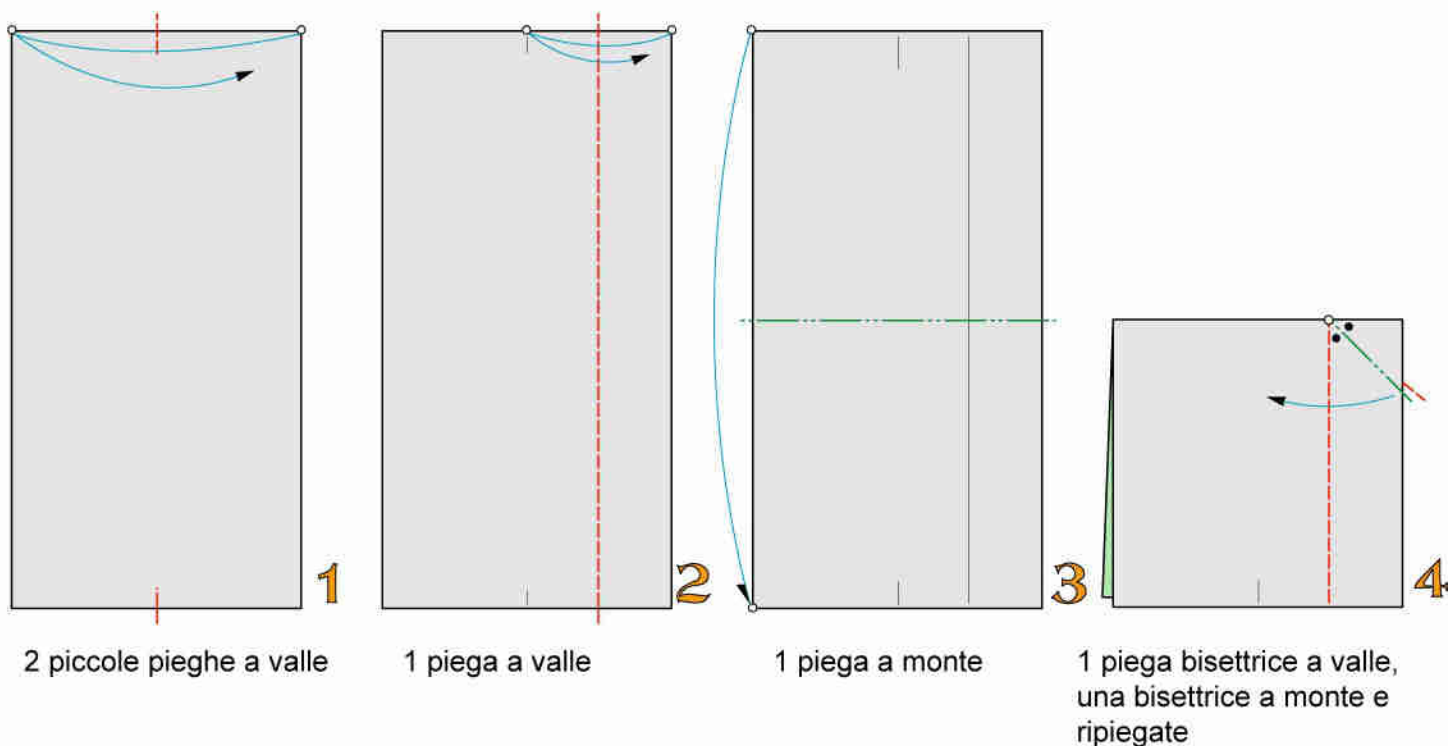 1
2
3
4
2 piccole pieghe a valle
1 piega a valle
1 piega a monte
1 piega bisettrice a valle,
una bisettrice a monte e
ripiegate